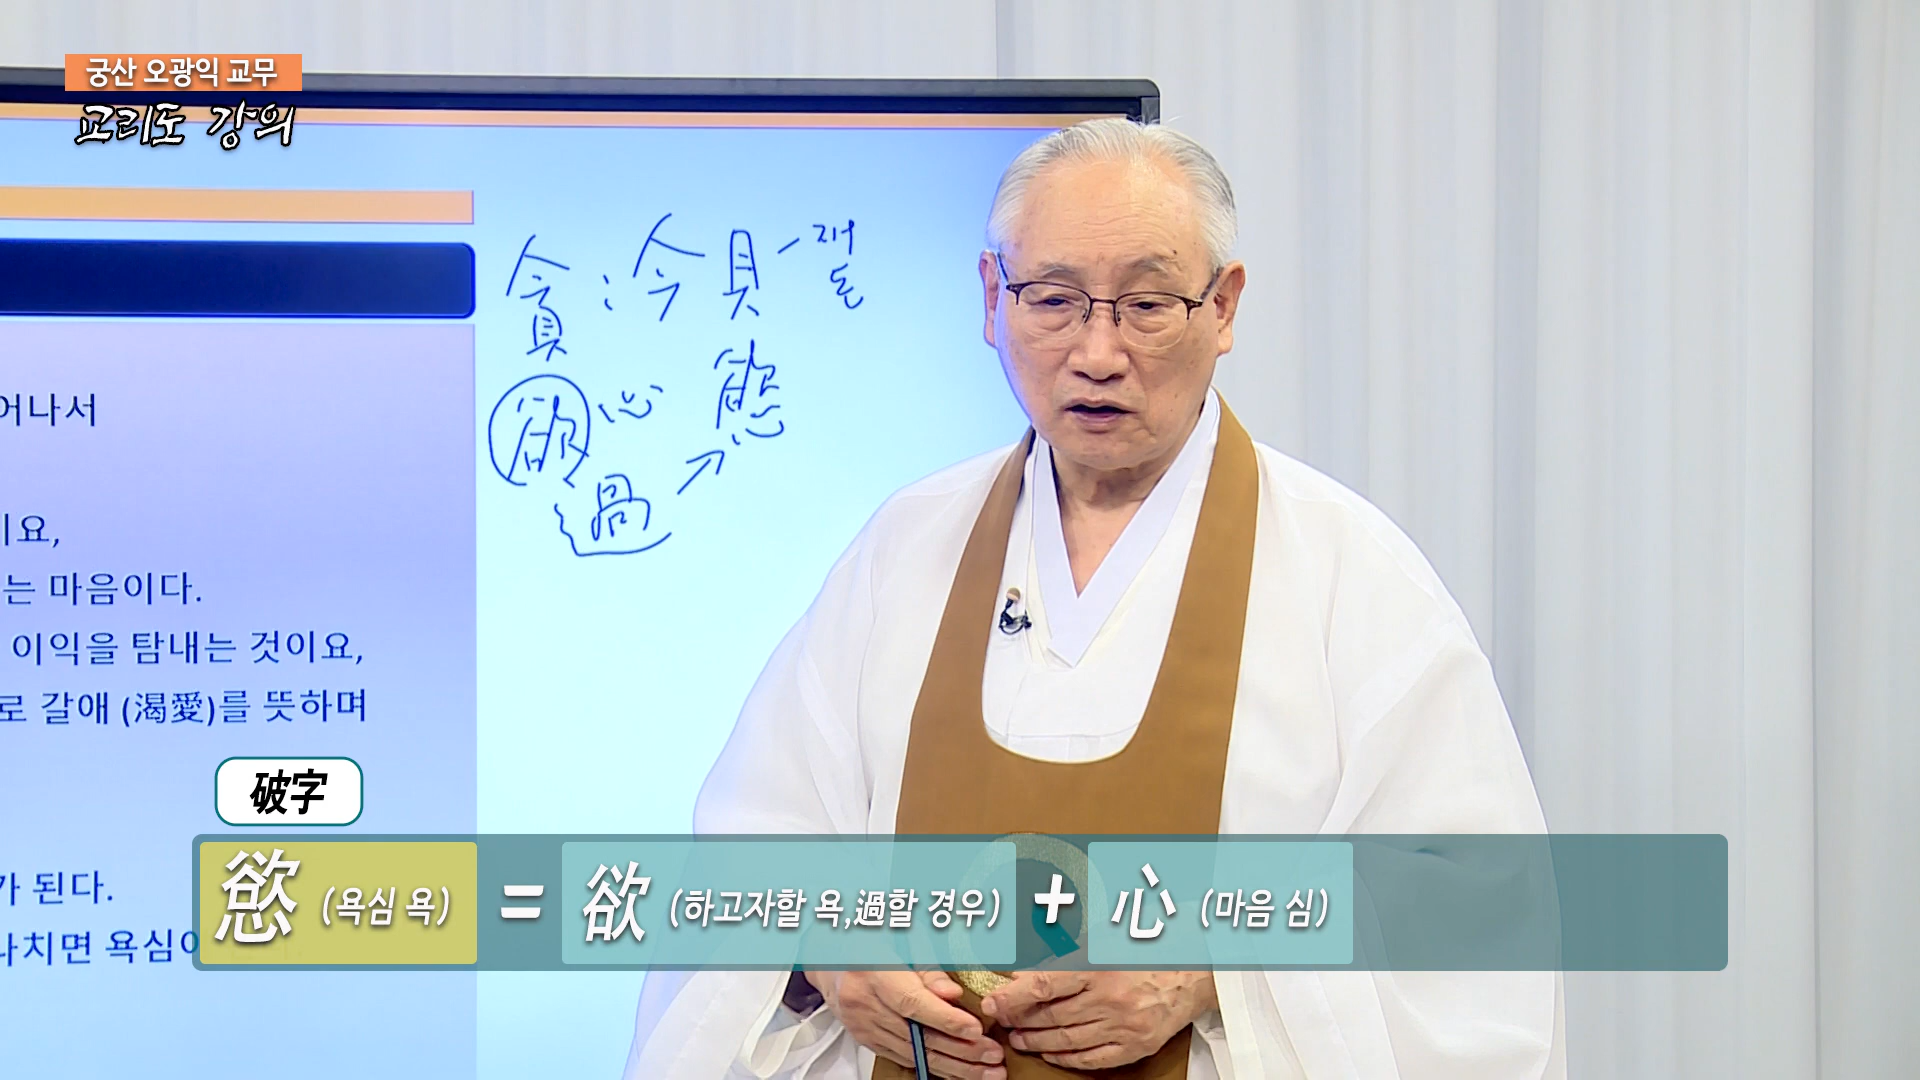 궁산 오광익 교무
교리도 강의
貪 : 今 貝 - 재
돈
欲 心 慾
過 →
어나서
이요,
는 마음이다.
이익을 탐내는 것이요,
로 갈애 (渴愛)를 뜻하며
가 된다.
나치면 욕심이
破字
慾 (욕심 욕) = 欲 (하고자할 욕,過할 경우) + 心 (마음 심)